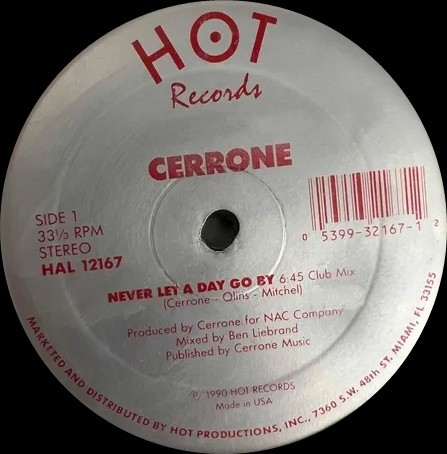 HOT
Records
CERRONE
SIDE 1
33⅓ RPM
STEREO
HAL 12167
0 5399-32167-1 2
NEVER LET A DAY GO BY 6:45 Club Mix
(Cerrone - Olins - Mitchel)
Produced by Cerrone for NAC Company
Mixed by Ben Liebrand
Published by Cerrone Music
℗ 1990 HOT RECORDS
Made in USA
MARKETED AND DISTRIBUTED BY HOT PRODUCTIONS, INC., 7360 S.W. 48th ST. MIAMI, FL 33155